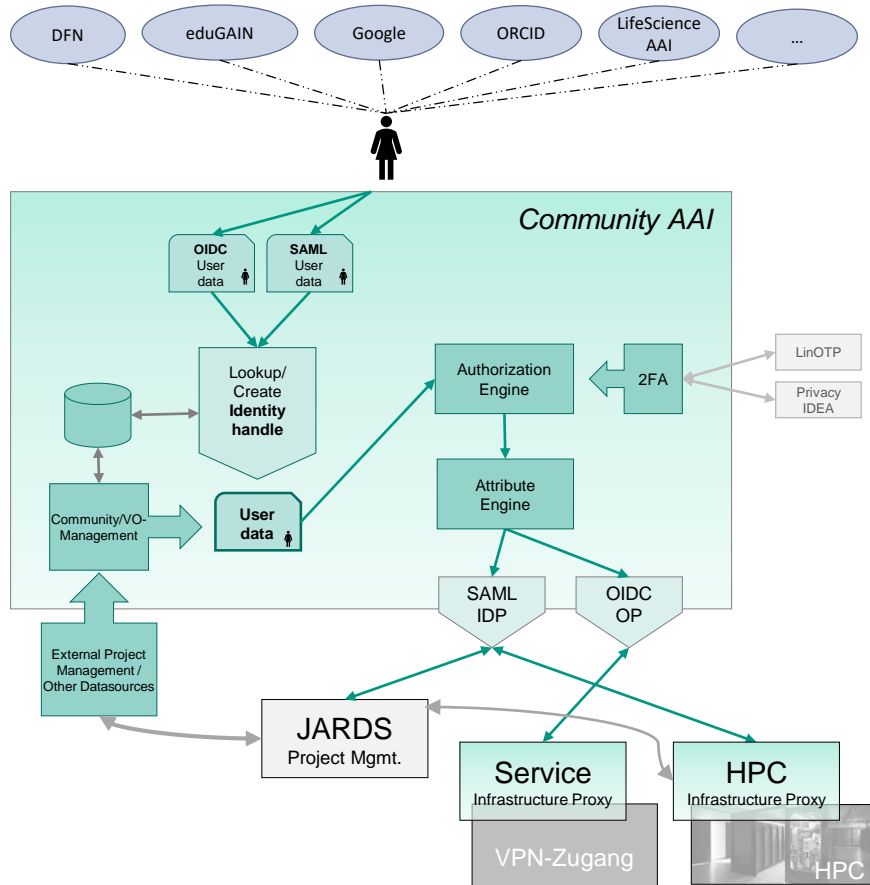 DFN
eduGAIN
Google
ORCID
LifeScience
AAI
...
Community AAI
OIDC
User
data
SAML
User
data
Lookup/
Create
Identity
handle
Authorization
Engine
2FA
LinOTP
Privacy
IDEA
Attribute
Engine
Community/VO-
Management
User
data
SAML
IDP
OIDC
OP
External Project
Management /
Other Datasources
JARDS
Project Mgmt.
Service
Infrastructure Proxy
HPC
Infrastructure Proxy
VPN-Zugang
HPC